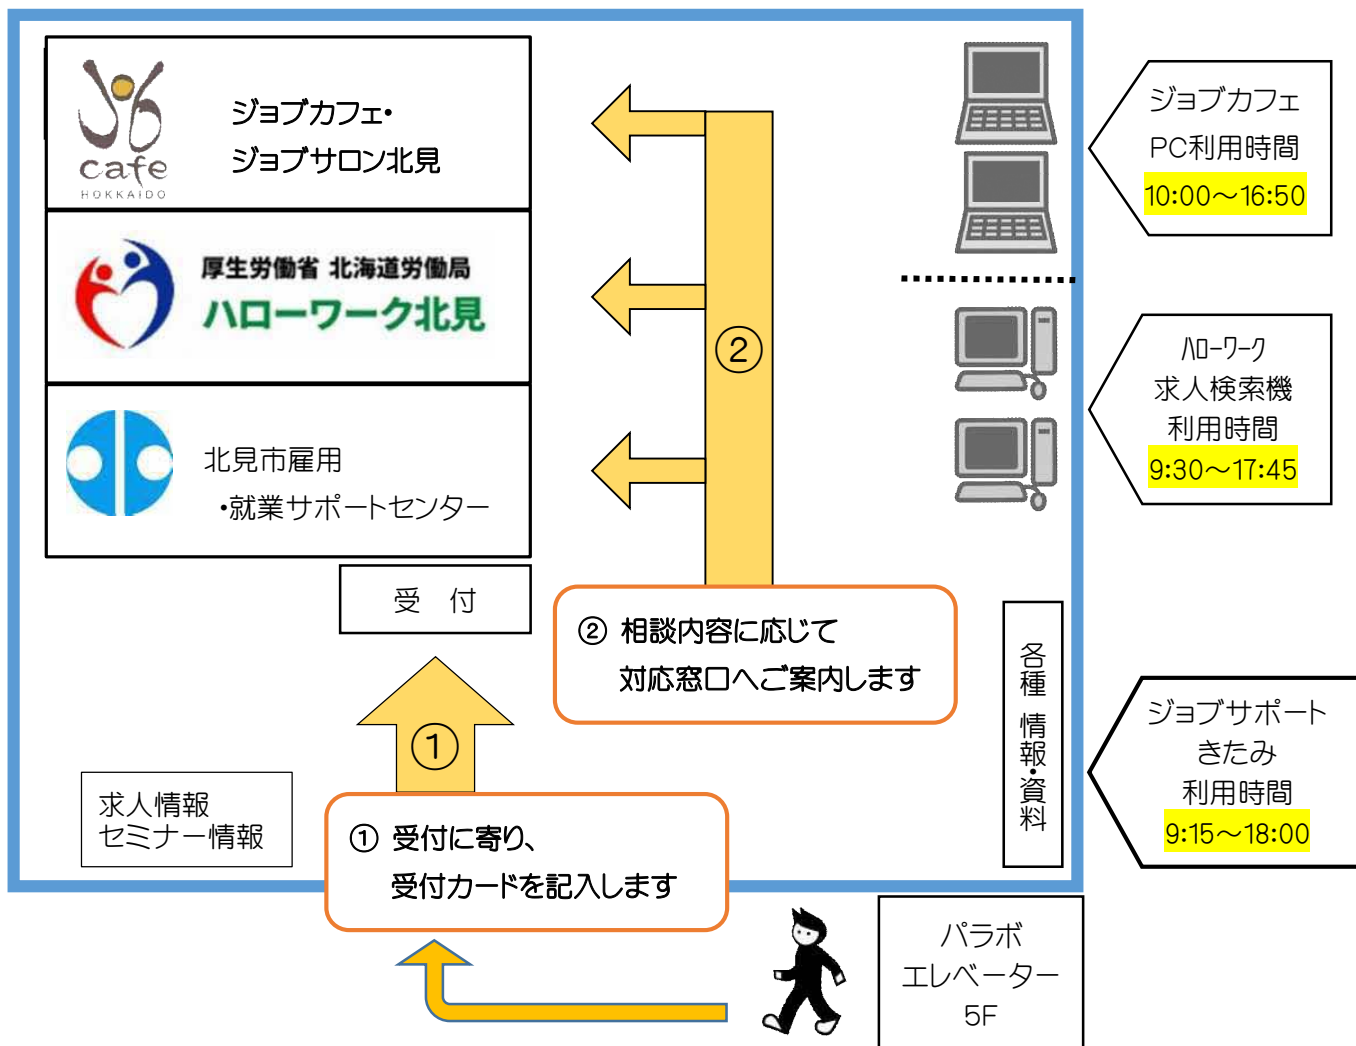 Job
cafe
HOKKAIDO
ジョブカフェ・
ジョブサロン北見
厚生労働省 北海道労働局
ハローワーク北見
北見市雇用
・就業サポートセンター
受 付
②
② 相談内容に応じて
対応窓口へご案内します
①
① 受付に寄り、
受付カードを記入します
求人情報
セミナー情報
各種 情報・資料
パラボ
エレベーター
5F
ジョブカフェ
PC利用時間
10:00～16:50
ﾊﾛｰﾜｰｸ
求人検索機
利用時間
9:30～17:45
ジョブサポート
きたみ
利用時間
9:15～18:00